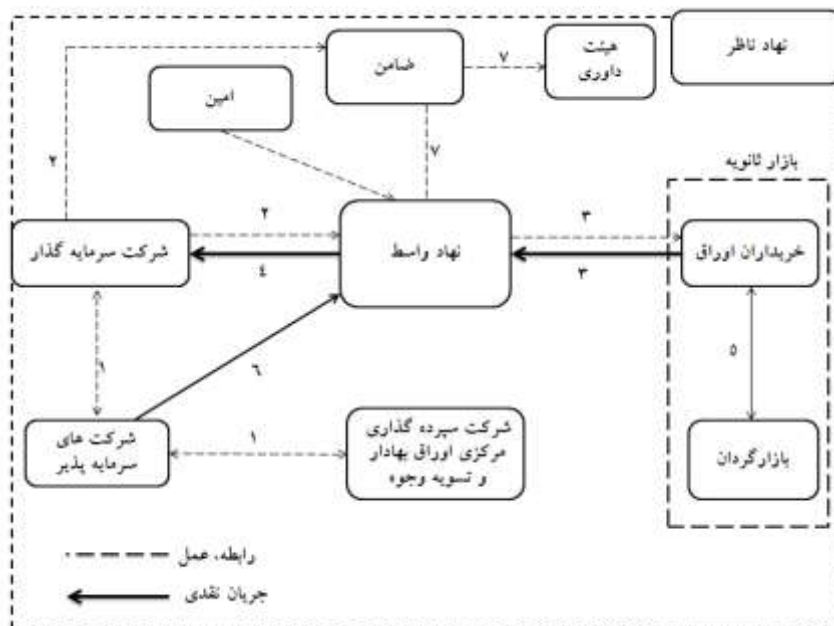 نهاد ناظر
هیئت
داوری
ضامن
امین
۷
۷
۲
بازار ثانویه
خریداران اوراق
۳
۳
نهاد واسط
۲
٤
شرکت سرمایه گذار
۵
۱
٦
بازارگردان
شرکت سپرده گذاری
مرکزی اوراق بهادار
و تسویه وجوه
۱
شرکت های
سرمایه پذیر
رابطه، عمل
جریان نقدی